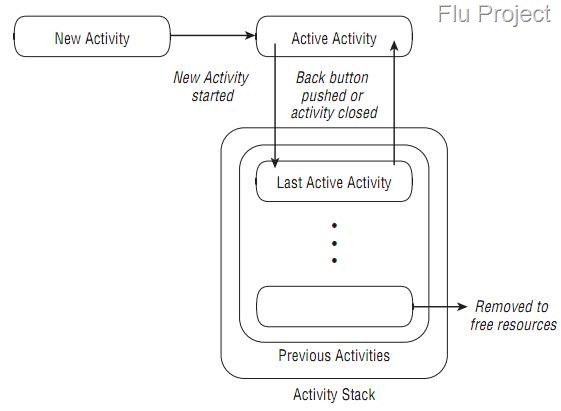 Flu Project
New Activity
Active Activity
New Activity
started
Back button
pushed or
activity closed
Last Active Activity
Removed to
free resources
Previous Activities
Activity Stack